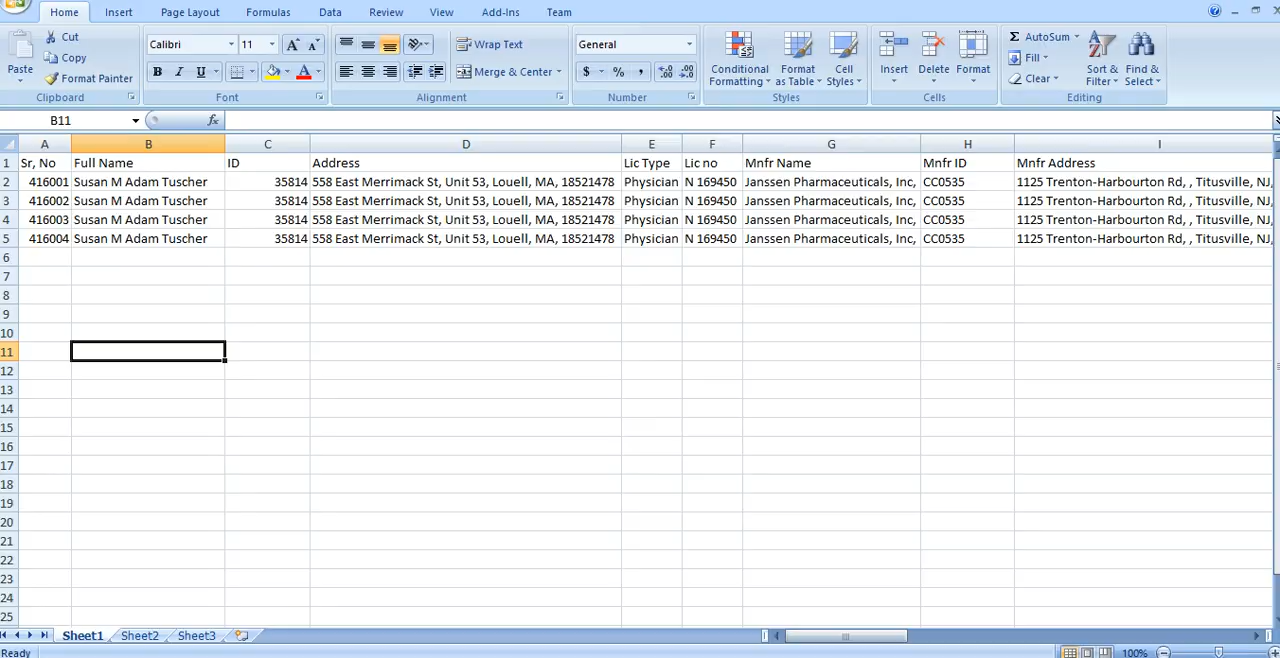 Home Insert Page Layout Formulas Data Review View Add-Ins Team
Cut
Copy
Format Painter
Paste
Clipboard
Calibri 11 A A
B I U A
Font
Wrap Text
Merge & Center
Alignment
General
$ % , .0 .00 .00 .0
Number
Conditional Formatting
Format as Table
Cell Styles
Styles
Insert Delete Format
Cells
Σ AutoSum
Fill
Clear
Sort & Filter
Find & Select
Editing
B11 fx
A B C D E F G H I
1 Sr, No Full Name ID Address Lic Type Lic no Mnfr Name Mnfr ID Mnfr Address
2 416001 Susan M Adam Tuscher 35814 558 East Merrimack St, Unit 53, Louell, MA, 18521478 Physician N 169450 Janssen Pharmaceuticals, Inc, CC0535 1125 Trenton-Harbourton Rd, , Titusville, NJ,
3 416002 Susan M Adam Tuscher 35814 558 East Merrimack St, Unit 53, Louell, MA, 18521478 Physician N 169450 Janssen Pharmaceuticals, Inc, CC0535 1125 Trenton-Harbourton Rd, , Titusville, NJ,
4 416003 Susan M Adam Tuscher 35814 558 East Merrimack St, Unit 53, Louell, MA, 18521478 Physician N 169450 Janssen Pharmaceuticals, Inc, CC0535 1125 Trenton-Harbourton Rd, , Titusville, NJ,
5 416004 Susan M Adam Tuscher 35814 558 East Merrimack St, Unit 53, Louell, MA, 18521478 Physician N 169450 Janssen Pharmaceuticals, Inc, CC0535 1125 Trenton-Harbourton Rd, , Titusville, NJ,
6
7
8
9
10
11
12
13
14
15
16
17
18
19
20
21
22
23
24
25
Sheet1 Sheet2 Sheet3
Ready 100%